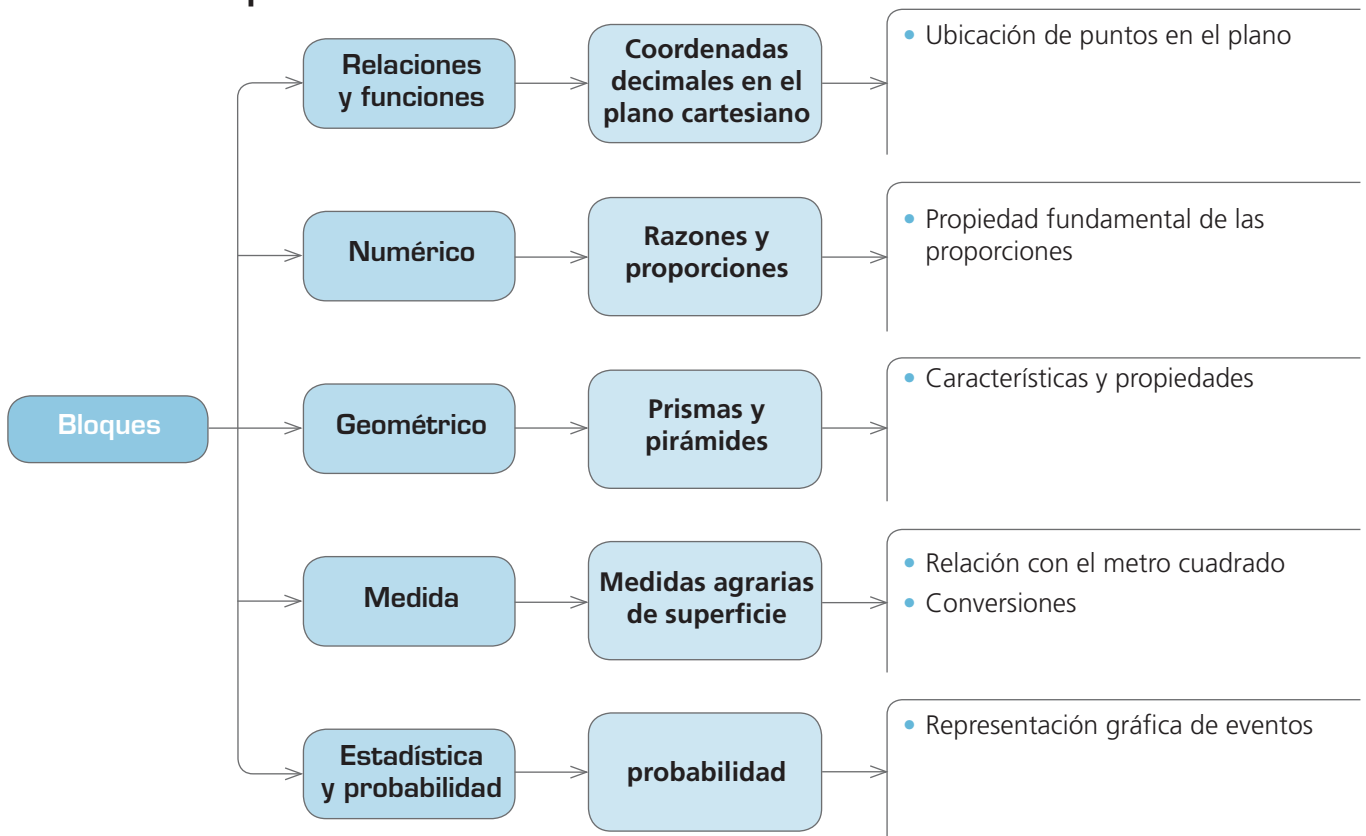 Bloques
Relaciones
y funciones
Coordenadas
decimales en el
plano cartesiano
• Ubicación de puntos en el plano
Numérico
Razones y
proporciones
• Propiedad fundamental de las
proporciones
Geométrico
Prismas y
pirámides
• Características y propiedades
Medida
Medidas agrarias
de superficie
• Relación con el metro cuadrado
• Conversiones
Estadística
y probabilidad
probabilidad
• Representación gráfica de eventos